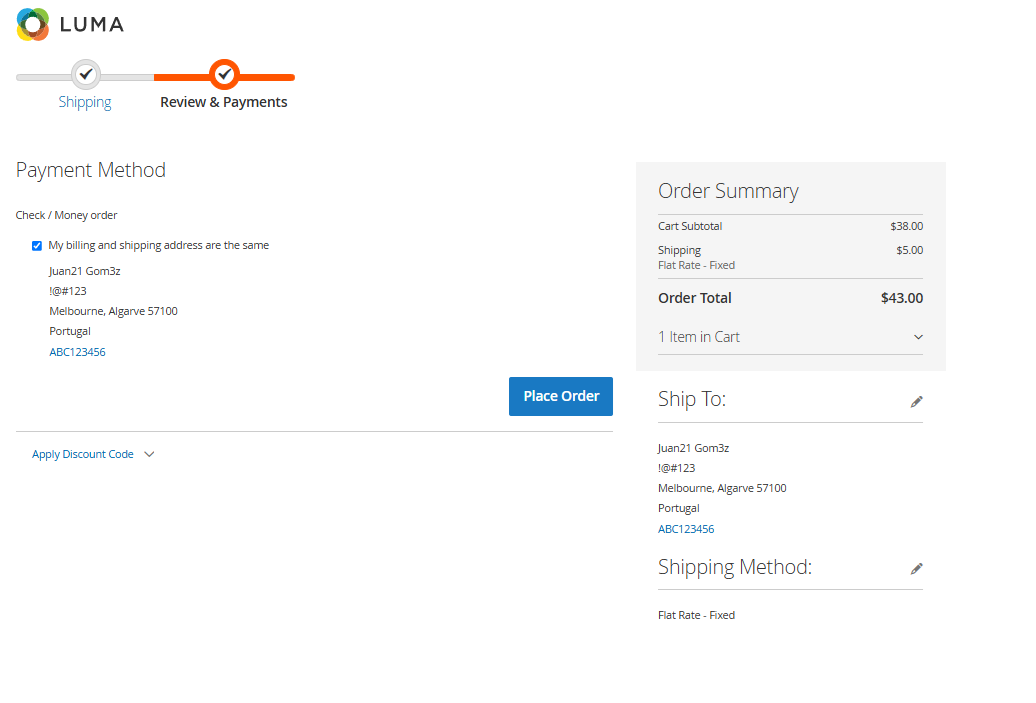 LUMA
Shipping
Review & Payments
Payment Method
Check / Money order
My billing and shipping address are the same
Juan21 Gom3z
!@#123
Melbourne, Algarve 57100
Portugal
ABC123456
Place Order
Apply Discount Code
Order Summary
Cart Subtotal $38.00
Shipping $5.00
Flat Rate - Fixed
Order Total $43.00
1 Item in Cart
Ship To:
Juan21 Gom3z
!@#123
Melbourne, Algarve 57100
Portugal
ABC123456
Shipping Method:
Flat Rate - Fixed